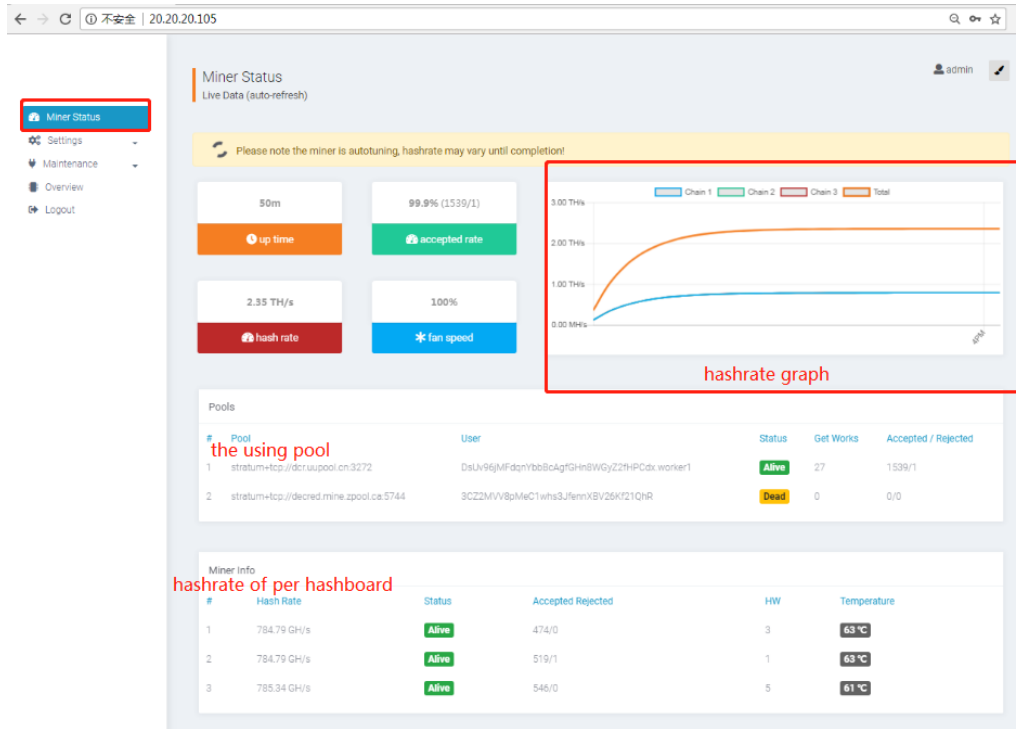 不安全 | 20.20.20.105
Miner Status
Live Data (auto-refresh)
admin
Miner Status
Settings
Maintenance
Overview
Logout
Please note the miner is autotuning, hashrate may vary until completion!
50m
up time
99.9% (1539/1)
accepted rate
2.35 TH/s
hash rate
100%
fan speed
Chain 1 Chain 2 Chain 3 Total
3.00 TH/s
2.00 TH/s
1.00 TH/s
0.00 MH/s
hashrate graph
Pools
# Pool User Status Get Works Accepted / Rejected
the using pool
1 stratum+tcp://dcr.uupool.cn:3272 DsUv96jMFdqnYbbBcAgfGHn8WGyZ2fHPCdx.worker1 Alive 27 1539/1
2 stratum+tcp://decred.mine.zpool.ca:5744 3CZ2MVV8pMeC1whs3JfennXBV26Kf21QhR Dead 0 0/0
Miner Info
hashrate of per hashboard
# Hash Rate Status Accepted Rejected HW Temperature
1 784.79 GH/s Alive 474/0 3 63 °C
2 784.79 GH/s Alive 519/1 1 63 °C
3 785.34 GH/s Alive 546/0 5 61 °C